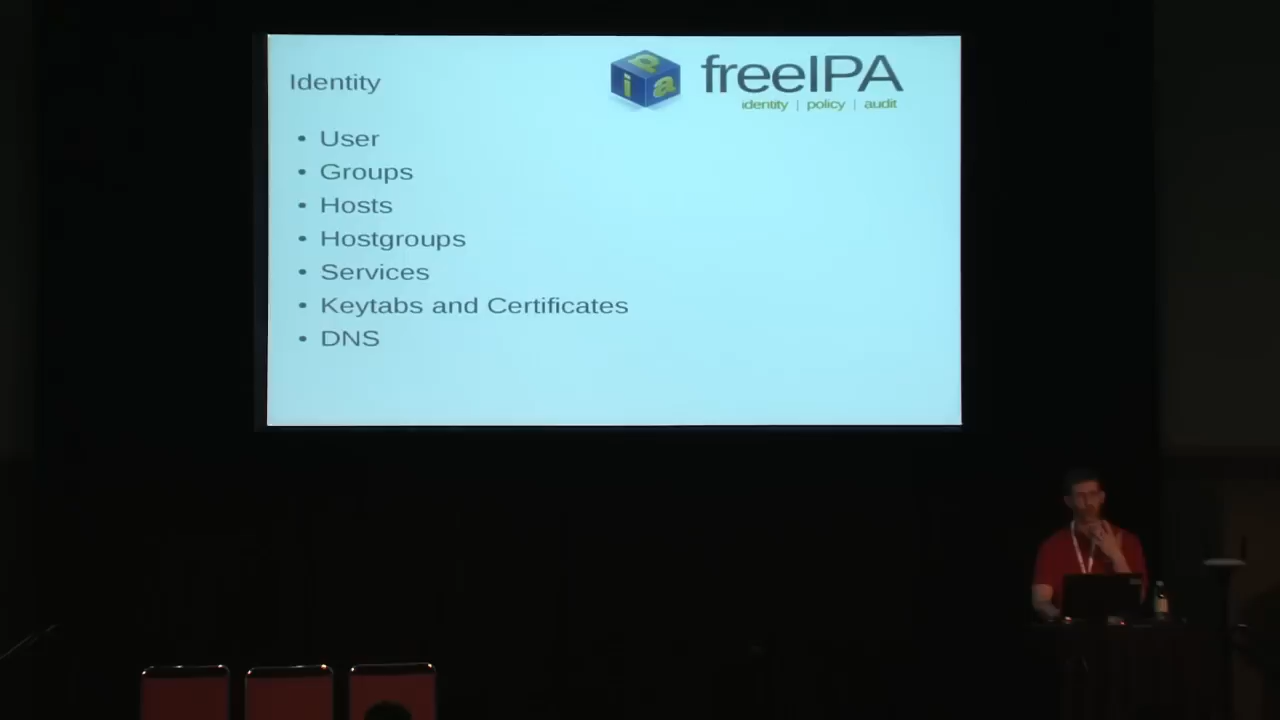 Identity
freeIPA
identity | policy | audit
• User
• Groups
• Hosts
• Hostgroups
• Services
• Keytabs and Certificates
• DNS